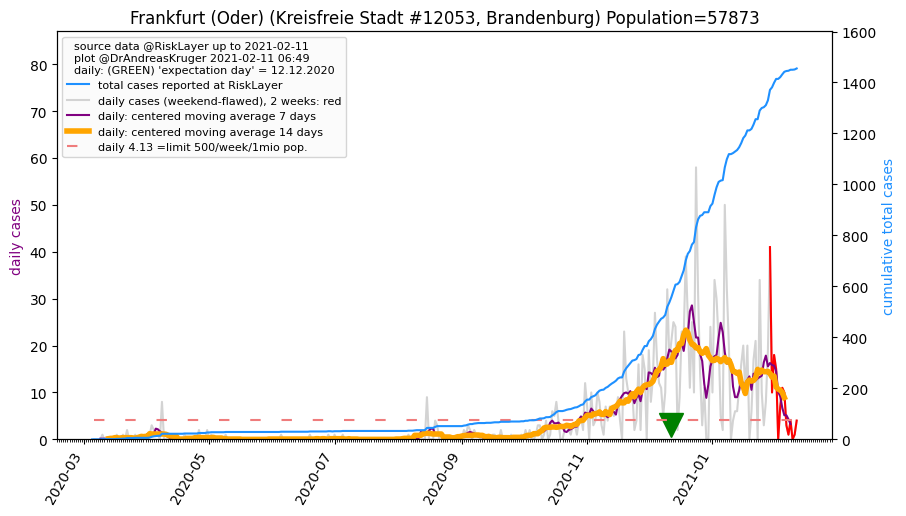 Frankfurt (Oder) (Kreisfreie Stadt #12053, Brandenburg) Population=57873
source data @RiskLayer up to 2021-02-11
plot @DrAndreasKruger 2021-02-11 06:49
daily: (GREEN) 'expectation day' = 12.12.2020
total cases reported at RiskLayer
daily cases (weekend-flawed), 2 weeks: red
daily: centered moving average 7 days
daily: centered moving average 14 days
daily 4.13 =limit 500/week/1mio pop.
daily cases
80
70
60
50
40
30
20
10
0
cumulative total cases
1600
1400
1200
1000
800
600
400
200
0
2020-03
2020-05
2020-07
2020-09
2020-11
2021-01